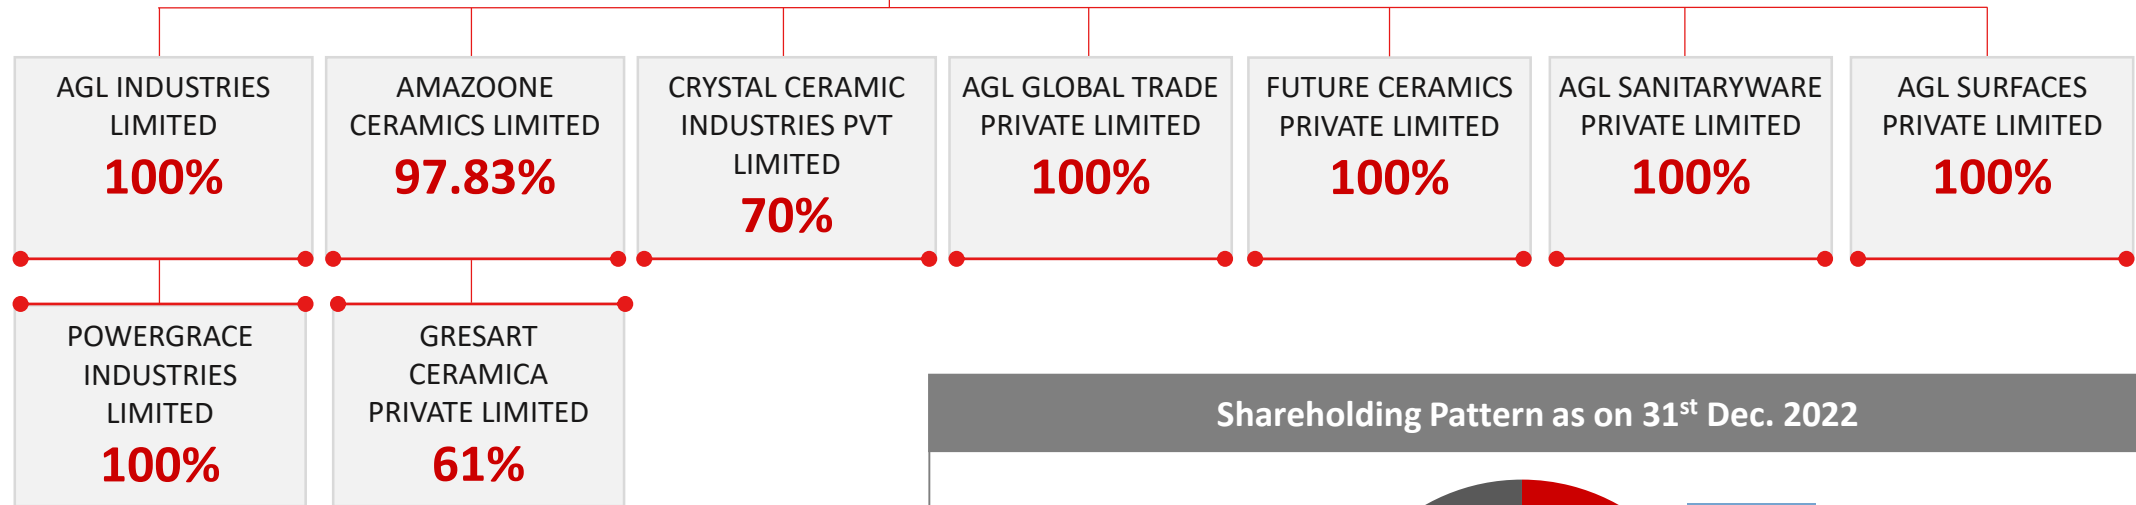 AGL INDUSTRIES
LIMITED
100%
AMAZOONE
CERAMICS LIMITED
97.83%
CRYSTAL CERAMIC
INDUSTRIES PVT
LIMITED
70%
AGL GLOBAL TRADE
PRIVATE LIMITED
100%
FUTURE CERAMICS
PRIVATE LIMITED
100%
AGL SANITARYWARE
PRIVATE LIMITED
100%
AGL SURFACES
PRIVATE LIMITED
100%
POWERGRACE
INDUSTRIES
LIMITED
100%
GRESART
CERAMICA
PRIVATE LIMITED
61%
Shareholding Pattern as on 31st Dec. 2022